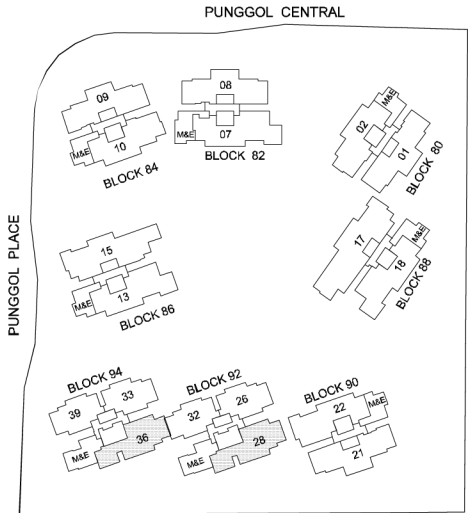 PUNGGOL CENTRAL
PUNGGOL PLACE
09
M&E
10
BLOCK 84
08
M&E
07
BLOCK 82
M&E
02
01
BLOCK 80
15
13
M&E
BLOCK 86
17
M&E
18
BLOCK 88
BLOCK 94
39
33
36
M&E
BLOCK 92
32
26
28
M&E
BLOCK 90
22
M&E
21